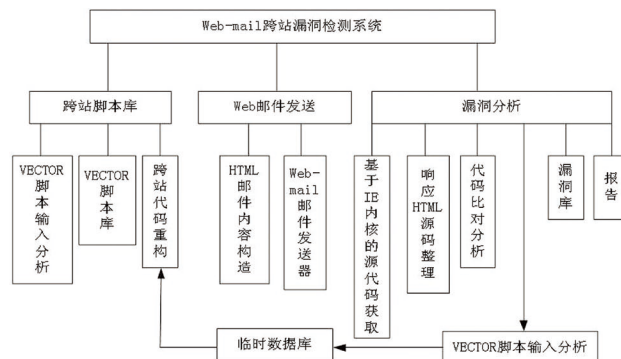 Web-mail跨站漏洞检测系统
跨站脚本库
Web邮件发送
漏洞分析
VECTOR脚本输入分析
VECTOR脚本库
跨站代码重构
HTML邮件内容构造
Web-mail邮件发送器
基于IE内核的源代码获取
响应HTML源码整理
代码比对分析
漏洞库
报告
临时数据库
VECTOR脚本输入分析